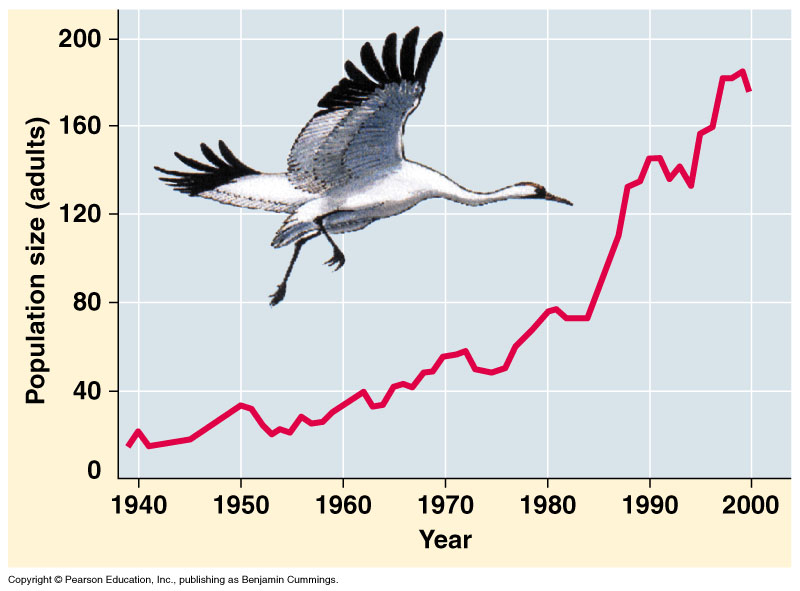 200
160
120
80
40
0
Population size (adults)
1940 1950 1960 1970 1980 1990 2000
Year
Copyright © Pearson Education, Inc., publishing as Benjamin Cummings.